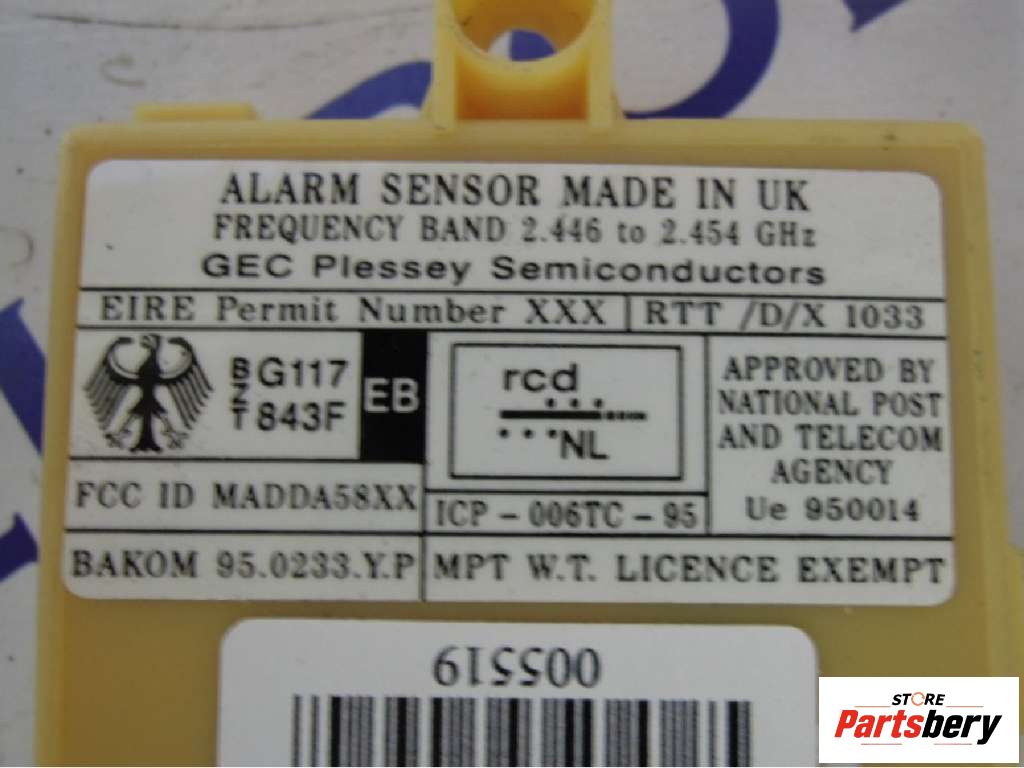 ALARM SENSOR MADE IN UK
FREQUENCY BAND 2.446 to 2.454 GHz
GEC Plessey Semiconductors
EIRE Permit Number XXX
RTT /D/X 1033
BZT G117
843F
EB
rcd
NL
APPROVED BY
NATIONAL POST
AND TELECOM
AGENCY
Ue 950014
FCC ID MADDA58XX
ICP - 006TC - 95
BAKOM 95.0233.Y.P
MPT W.T. LICENCE EXEMPT
005519
STORE
Partsbery